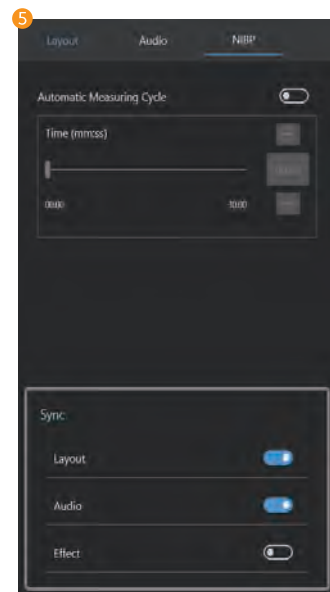 5
Layout Audio NIBP
Automatic Measuring Cycle
Time (mm:ss)
00:00 10:00
Sync
Layout
Audio
Effect